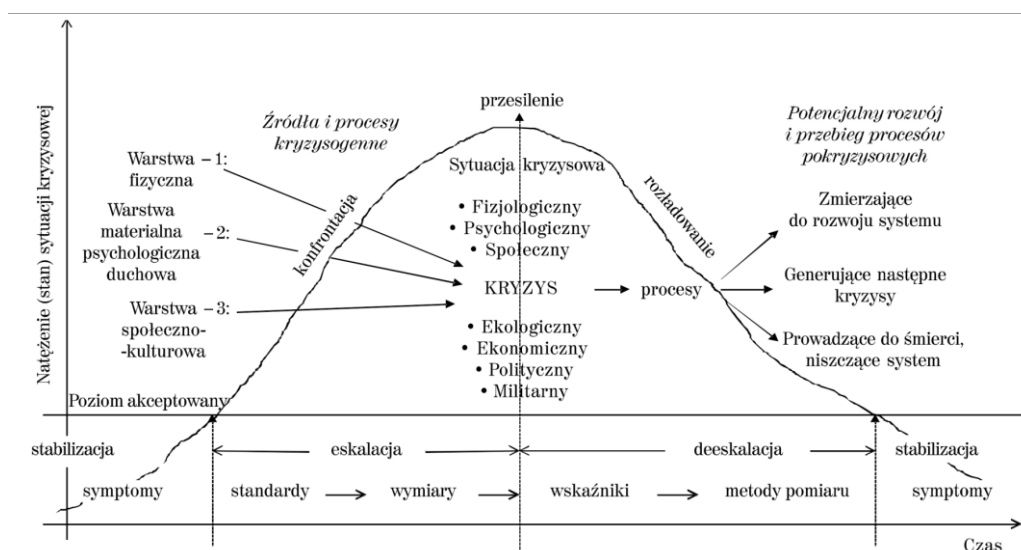 Natężenie (stan) sytuacji kryzysowej
przesilenie
Źródła i procesy
kryzysogenne
Potencjalny rozwój
i przebieg procesów
pokryzysowych
Warstwa – 1:
fizyczna
Warstwa
materialna – 2:
psychologiczna
duchowa
Warstwa – 3:
społeczno-
-kulturowa
konfrontacja
Sytuacja kryzysowa
• Fizjologiczny
• Psychologiczny
• Społeczny
KRYZYS
• Ekologiczny
• Ekonomiczny
• Polityczny
• Militarny
rozładowanie
procesy
Zmierzające
do rozwoju systemu
Generujące następne
kryzysy
Prowadzące do śmierci,
niszczące system
Poziom akceptowany
stabilizacja
eskalacja
deeskalacja
stabilizacja
symptomy
standardy
wymiary
wskaźniki
metody pomiaru
symptomy
Czas